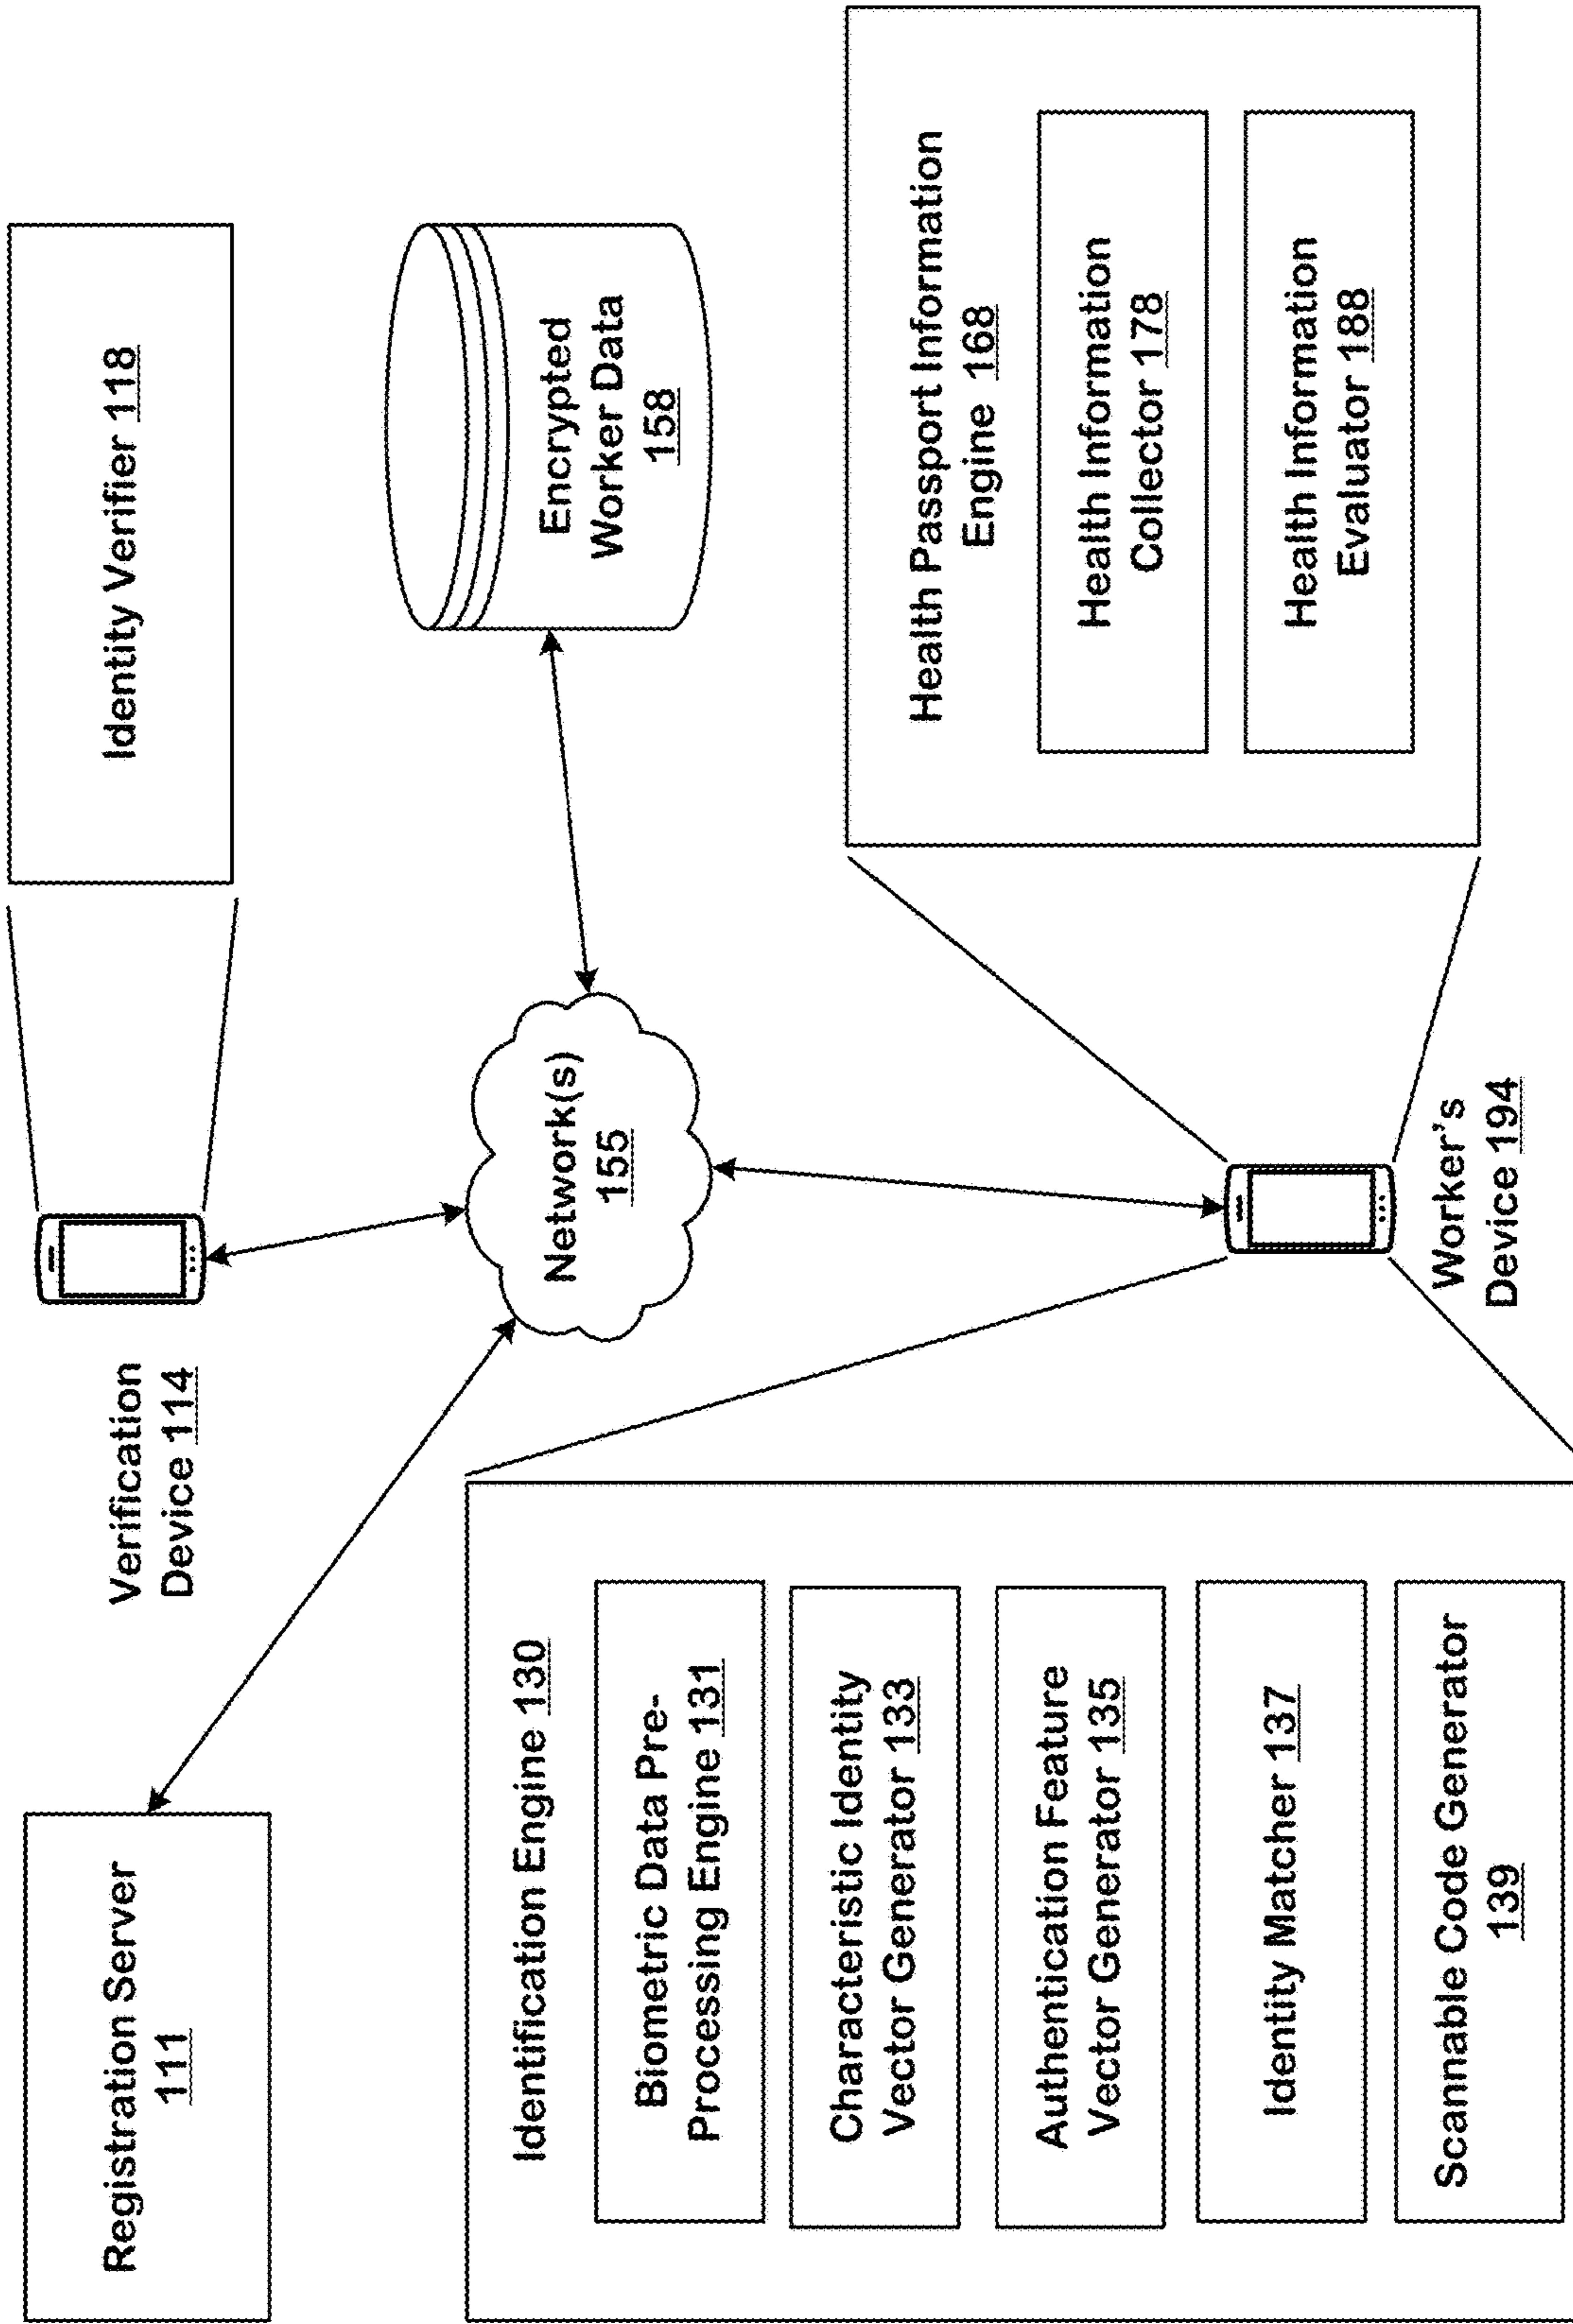 Registration Server
111
Verification
Device 114
Identity Verifier 118
Network(s)
155
Encrypted
Worker Data
158
Identification Engine 130
Biometric Data Pre-
Processing Engine 131
Characteristic Identity
Vector Generator 133
Authentication Feature
Vector Generator 135
Identity Matcher 137
Scannable Code Generator
139
Worker's
Device 194
Health Passport Information
Engine 168
Health Information
Collector 178
Health Information
Evaluator 188